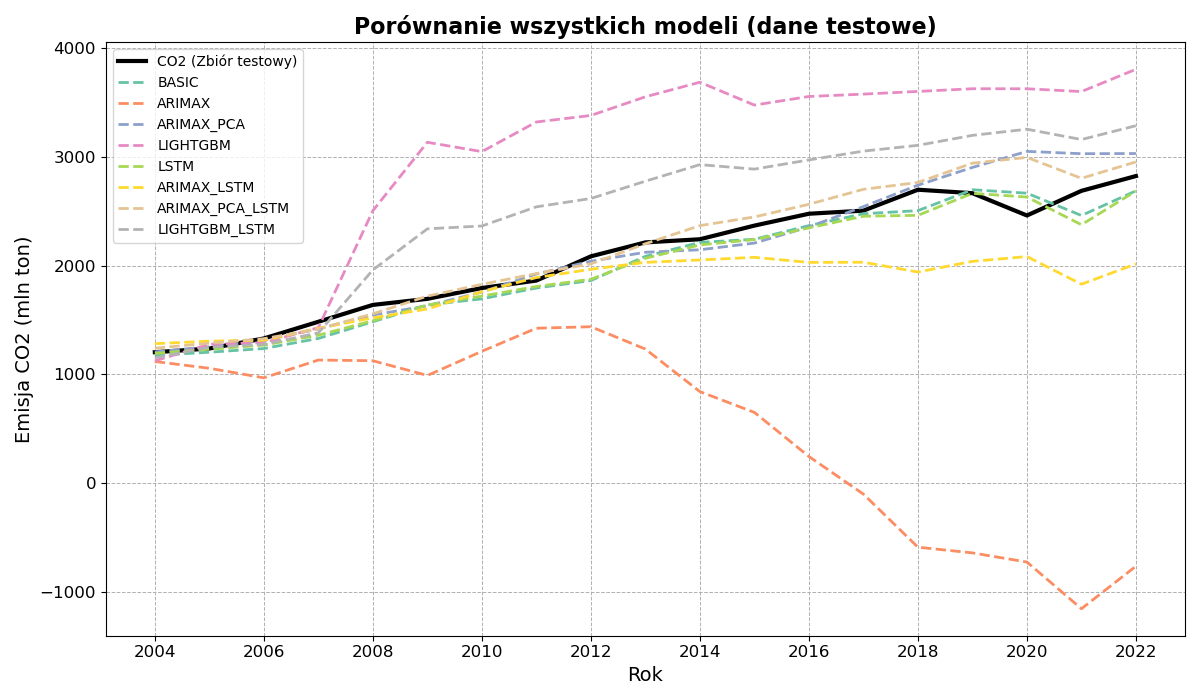 Porównanie wszystkich modeli (dane testowe)
CO2 (Zbiór testowy)
BASIC
ARIMAX
ARIMAX_PCA
LIGHTGBM
LSTM
ARIMAX_LSTM
ARIMAX_PCA_LSTM
LIGHTGBM_LSTM
Emisja CO2 (mln ton)
4000
3000
2000
1000
0
−1000
2004 2006 2008 2010 2012 2014 2016 2018 2020 2022
Rok